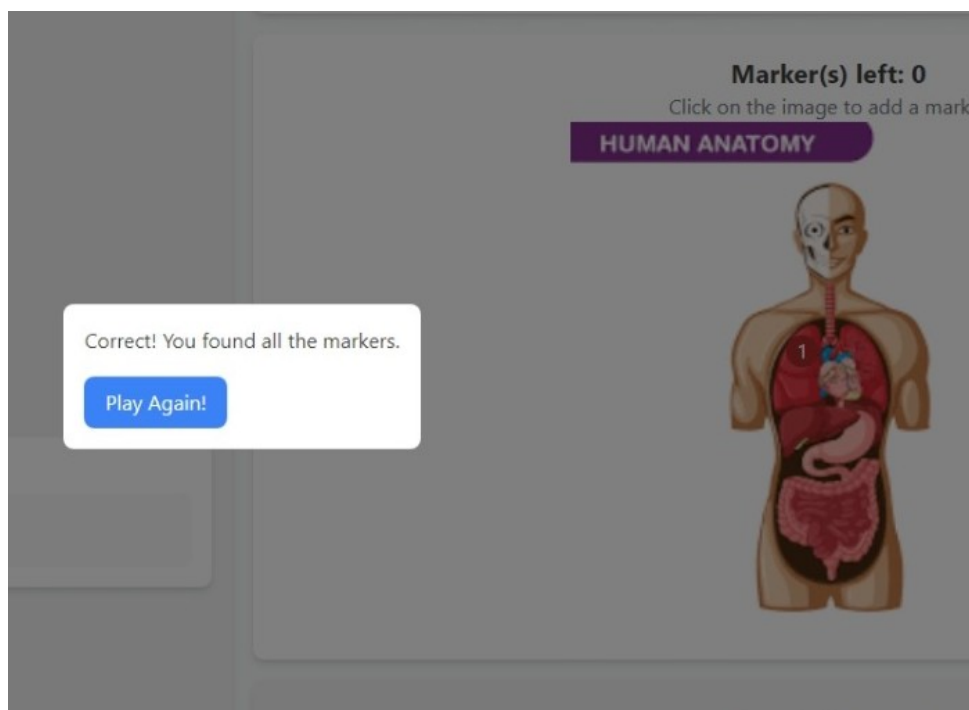 Marker(s) left: 0
Click on the image to add a mark
HUMAN ANATOMY
1
Correct! You found all the markers.
Play Again!